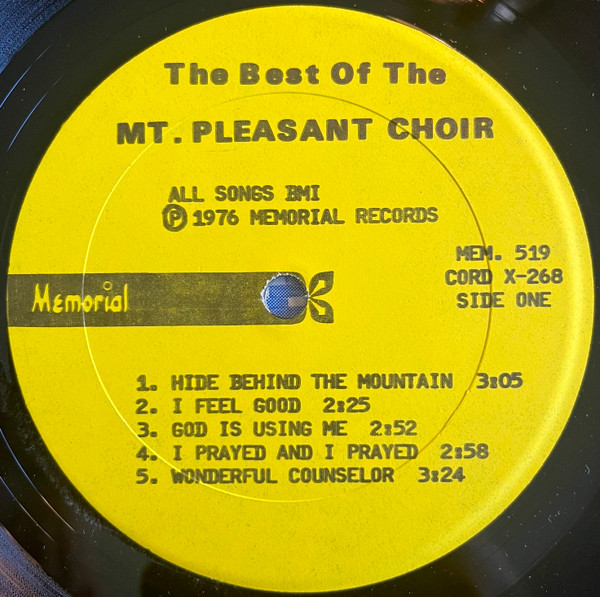 The Best Of The
MT. PLEASANT CHOIR
ALL SONGS BMI
Ⓟ 1976 MEMORIAL RECORDS
MEM. 519
CORD X-268
SIDE ONE
Memorial
1. HIDE BEHIND THE MOUNTAIN 3:05
2. I FEEL GOOD 2:25
3. GOD IS USING ME 2:52
4. I PRAYED AND I PRAYED 2:58
5. WONDERFUL COUNSELOR 3:24